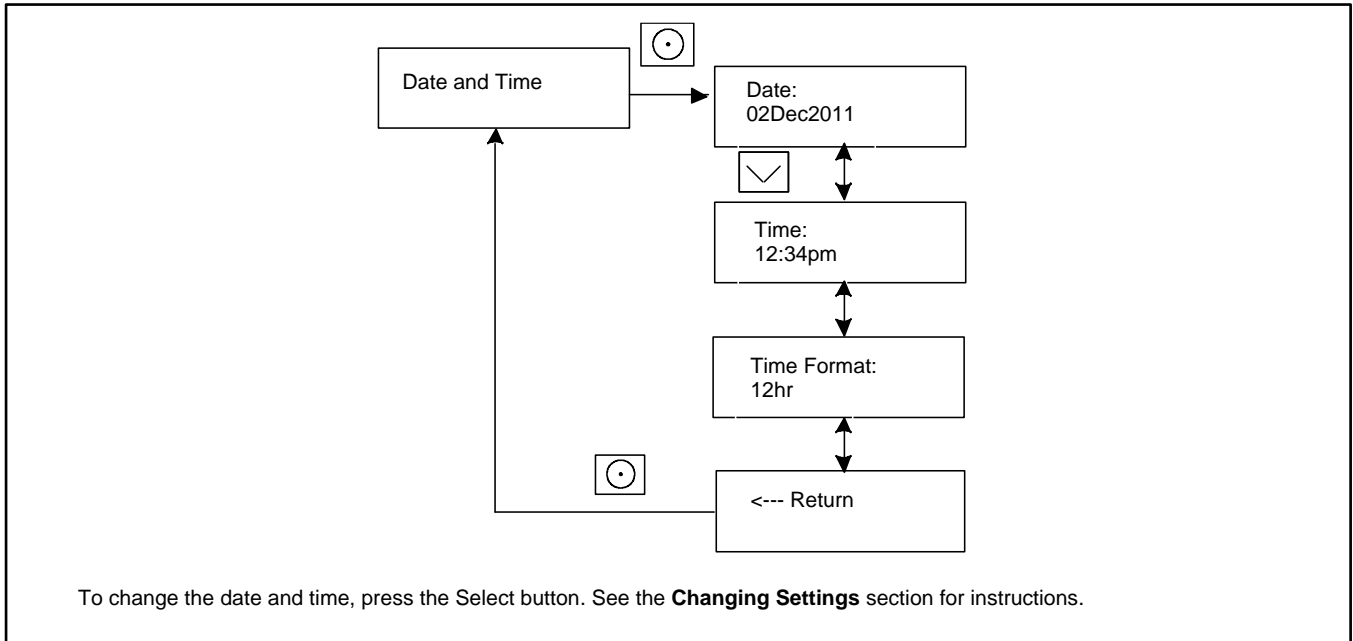 Date and Time
Date:
02Dec2011
Time:
12:34pm
Time Format:
12hr
<--- Return
To change the date and time, press the Select button. See the Changing Settings section for instructions.